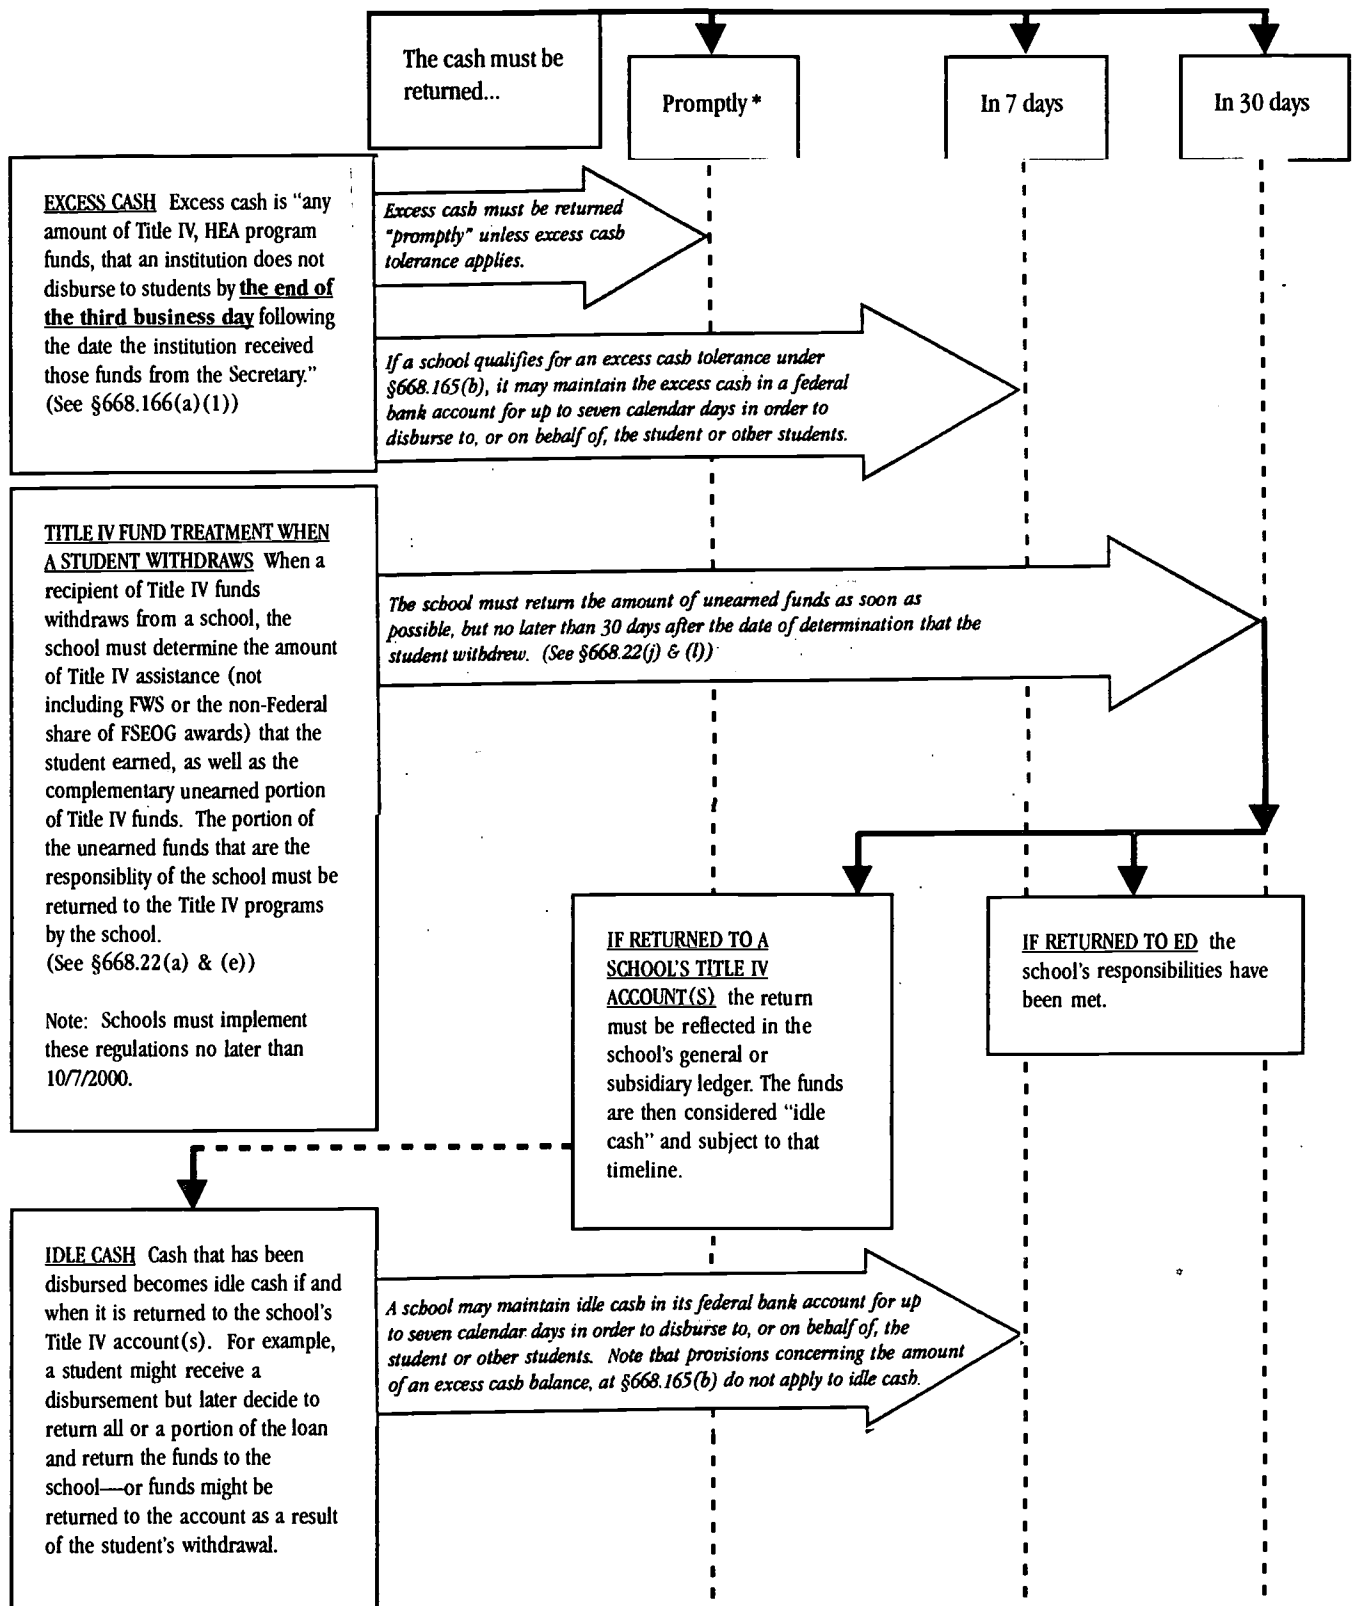 The cash must be
returned...
Promptly *
In 7 days
In 30 days
EXCESS CASH Excess cash is "any
amount of Title IV, HEA program
funds, that an institution does not
disburse to students by the end of
the third business day following
the date the institution received
those funds from the Secretary."
(See §668.166(a)(1))
Excess cash must be returned
"promptly" unless excess cash
tolerance applies.
If a school qualifies for an excess cash tolerance under
§668.165(b), it may maintain the excess cash in a federal
bank account for up to seven calendar days in order to
disburse to, or on behalf of, the student or other students.
TITLE IV FUND TREATMENT WHEN
A STUDENT WITHDRAWS When a
recipient of Title IV funds
withdraws from a school, the
school must determine the amount
of Title IV assistance (not
including FWS or the non-Federal
share of FSEOG awards) that the
student earned, as well as the
complementary unearned portion
of Title IV funds. The portion of
the unearned funds that are the
responsiblity of the school must be
returned to the Title IV programs
by the school.
(See §668.22(a) & (e))
Note: Schools must implement
these regulations no later than
10/7/2000.
The school must return the amount of unearned funds as soon as
possible, but no later than 30 days after the date of determination that the
student withdrew. (See §668.22(j) & (l))
IF RETURNED TO A
SCHOOL'S TITLE IV
ACCOUNT(S) the return
must be reflected in the
school's general or
subsidiary ledger. The funds
are then considered "idle
cash" and subject to that
timeline.
IF RETURNED TO ED the
school's responsibilities have
been met.
IDLE CASH Cash that has been
disbursed becomes idle cash if and
when it is returned to the school's
Title IV account(s). For example,
a student might receive a
disbursement but later decide to
return all or a portion of the loan
and return the funds to the
school—or funds might be
returned to the account as a result
of the student's withdrawal.
A school may maintain idle cash in its federal bank account for up
to seven calendar days in order to disburse to, or on behalf of, the
student or other students. Note that provisions concerning the amount
of an excess cash balance, at §668.165(b) do not apply to idle cash.